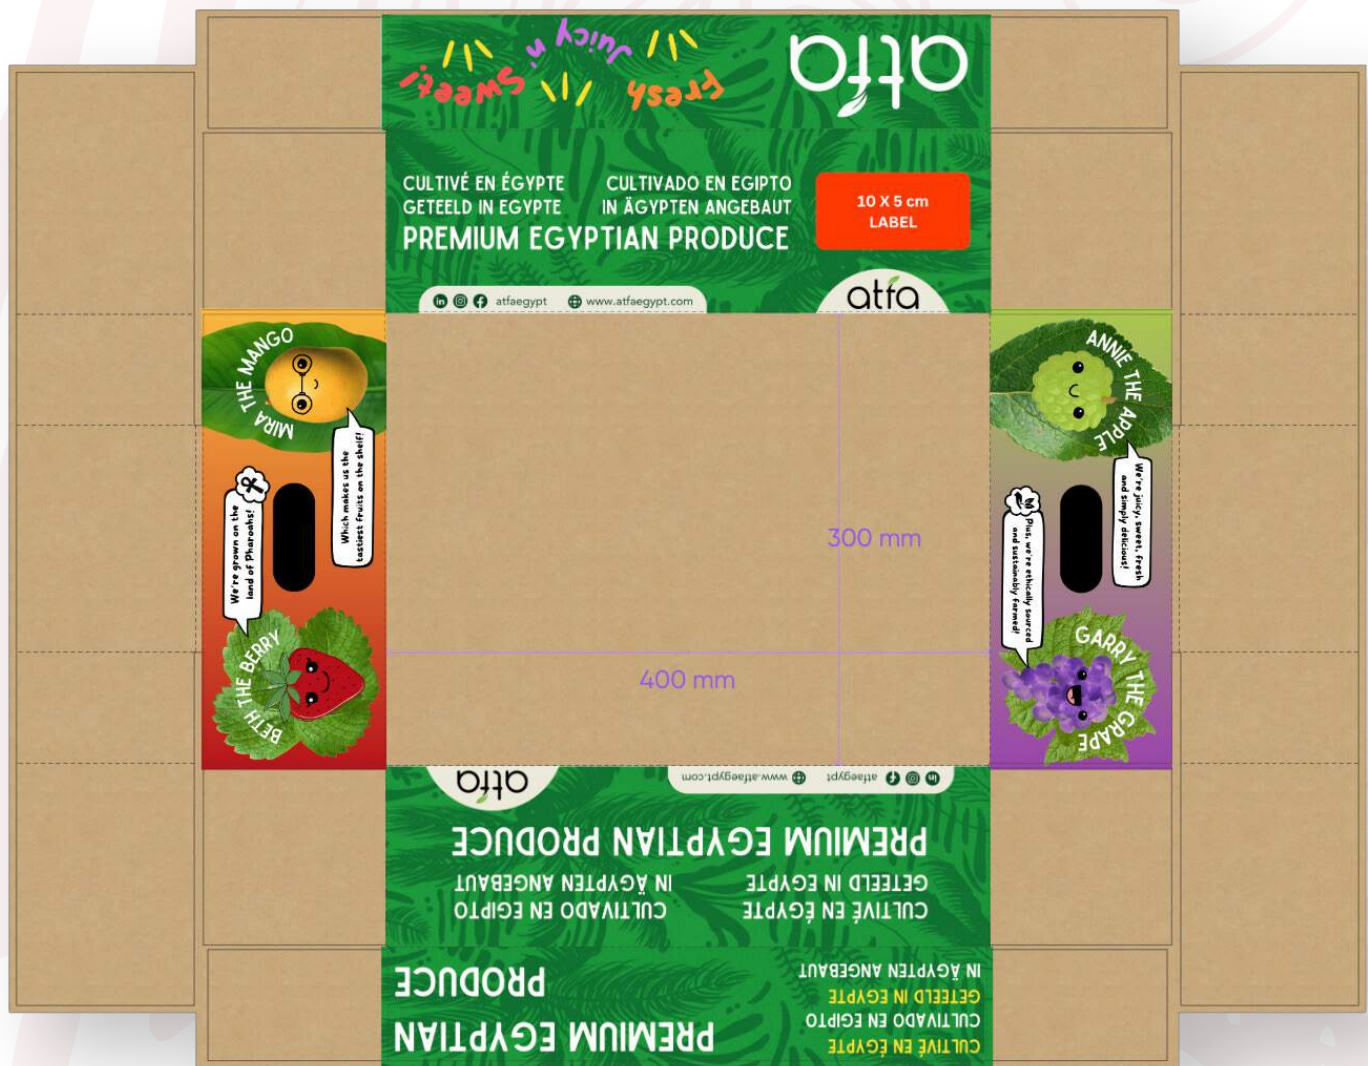 Fresh
Juicy n'
Sweet!
atfa
CULTIVÉ EN ÉGYPTE
CULTIVADO EN EGIPTO
GETEELD IN EGYPTE
IN ÄGYPTEN ANGEBAUT
PREMIUM EGYPTIAN PRODUCE
10 X 5 cm
LABEL
in f atfaegypt
www.atfaegypt.com
atfa
MIRA THE MANGO
Which makes us the
tastiest fruits on the shelf!
We're grown on the
land of Pharoahs!
BETH THE BERRY
300 mm
400 mm
ANNIE THE APPLE
We're juicy, sweet, fresh
and simply delicious!
Plus, we're ethically sourced
and sustainably farmed!
GARRY THE GRAPE
atfa
in f atfaegypt
www.atfaegypt.com
PREMIUM EGYPTIAN PRODUCE
GETEELD IN EGYPTE
IN ÄGYPTEN ANGEBAUT
CULTIVÉ EN ÉGYPTE
CULTIVADO EN EGIPTO
PREMIUM EGYPTIAN
PRODUCE
CULTIVÉ EN ÉGYPTE
CULTIVADO EN EGIPTO
GETEELD IN EGYPTE
IN ÄGYPTEN ANGEBAUT